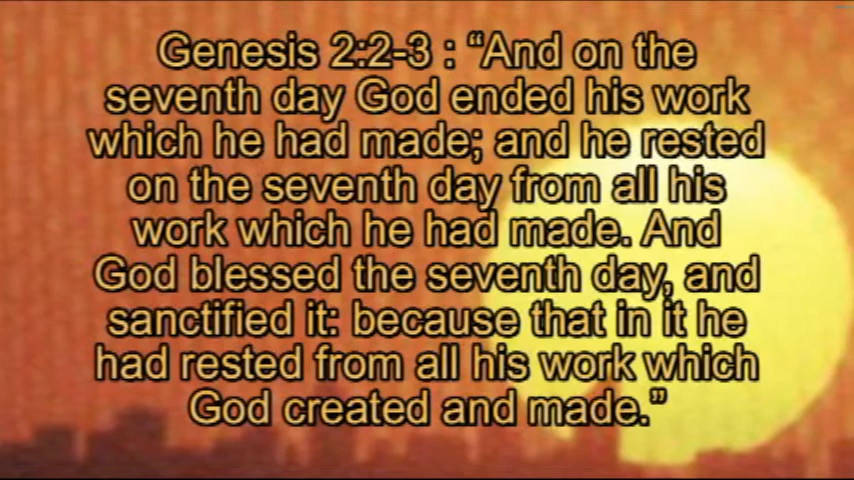 Genesis 2:2-3 : “And on the
seventh day God ended his work
which he had made; and he rested
on the seventh day from all his
work which he had made. And
God blessed the seventh day, and
sanctified it: because that in it he
had rested from all his work which
God created and made.”